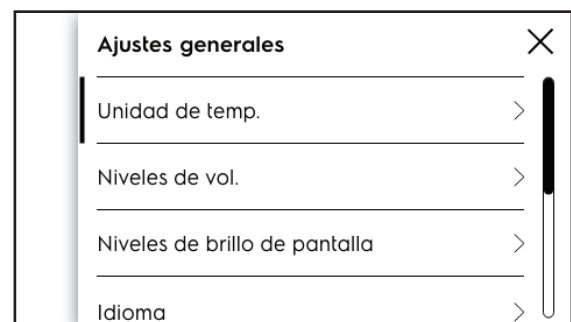 Ajustes generales
Unidad de temp.
Niveles de vol.
Niveles de brillo de pantalla
Idioma